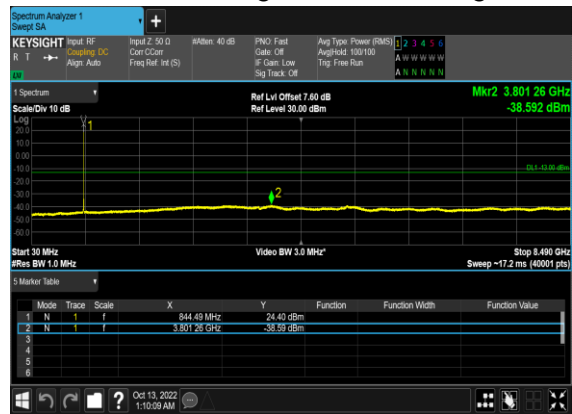 Spectrum Analyzer 1
Swept SA
+
KEYSIGHT Input: RF Input Z: 50 Ω #Atten: 40 dB PNO: Fast Avg Type: Power (RMS) 1 2 3 4 5 6
R T Coupling: DC Corr CCorr Gate: Off Avg|Hold: 100/100 A W W W W W
Align: Auto Freq Ref: Int (S) IF Gain: Low Trig: Free Run
LW Sig Track: Off A N N N N N
1 Spectrum Ref Lvl Offset 7.60 dB Mkr2 3.801 26 GHz
Scale/Div 10 dB Ref Level 30.00 dBm -38.592 dBm
Log
1
20.0
10.0
0.00
-10.0 DL1 -13.00 dBm
-20.0
-30.0 2
-40.0
-50.0
-60.0
Start 30 MHz Video BW 3.0 MHz* Stop 8.490 GHz
#Res BW 1.0 MHz Sweep ~17.2 ms (40001 pts)
5 Marker Table
Mode Trace Scale X Y Function Function Width Function Value
1 N 1 f 844.49 MHz 24.40 dBm
2 N 1 f 3.801 26 GHz -38.59 dBm
3
4
5
6
? Oct 13, 2022
1:10:09 AM